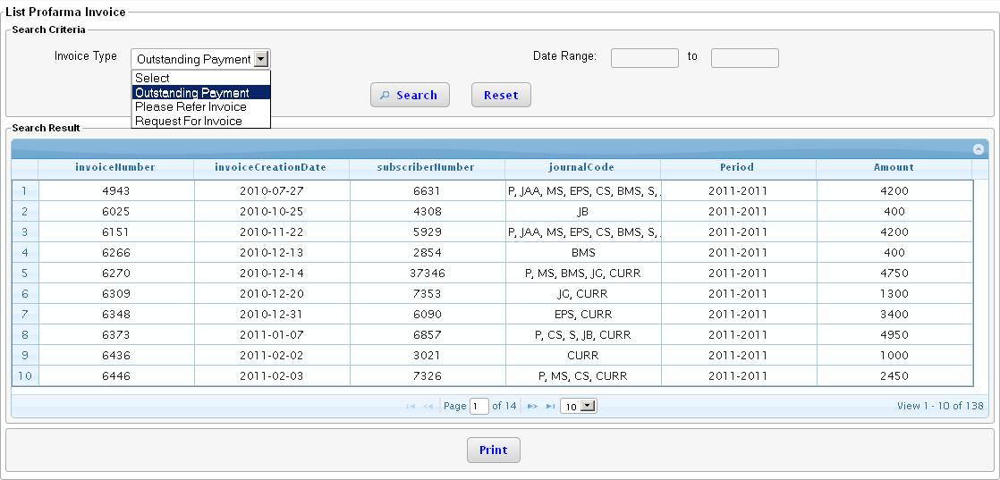 List Profarma Invoice
Search Criteria
Invoice Type Outstanding Payment Date Range: to
Select
Outstanding Payment
Please Refer Invoice
Request For Invoice
Search Reset
Search Result
invoiceNumber invoiceCreationDate subscriberNumber journalCode Period Amount
1 4943 2010-07-27 6631 P, JAA, MS, EPS, CS, BMS, S, 2011-2011 4200
2 6025 2010-10-25 4308 JB 2011-2011 400
3 6151 2010-11-22 5929 P, JAA, MS, EPS, CS, BMS, S, 2011-2011 4200
4 6266 2010-12-13 2854 BMS 2011-2011 400
5 6270 2010-12-14 37346 P, MS, BMS, JG, CURR 2011-2011 4750
6 6309 2010-12-20 7353 JG, CURR 2011-2011 1300
7 6348 2010-12-31 6090 EPS, CURR 2011-2011 3400
8 6373 2011-01-07 6857 P, CS, S, JB, CURR 2011-2011 4950
9 6436 2011-02-02 3021 CURR 2011-2011 1000
10 6446 2011-02-03 7326 P, MS, CS, CURR 2011-2011 2450
Page 1 of 14 10 View 1 - 10 of 138
Print